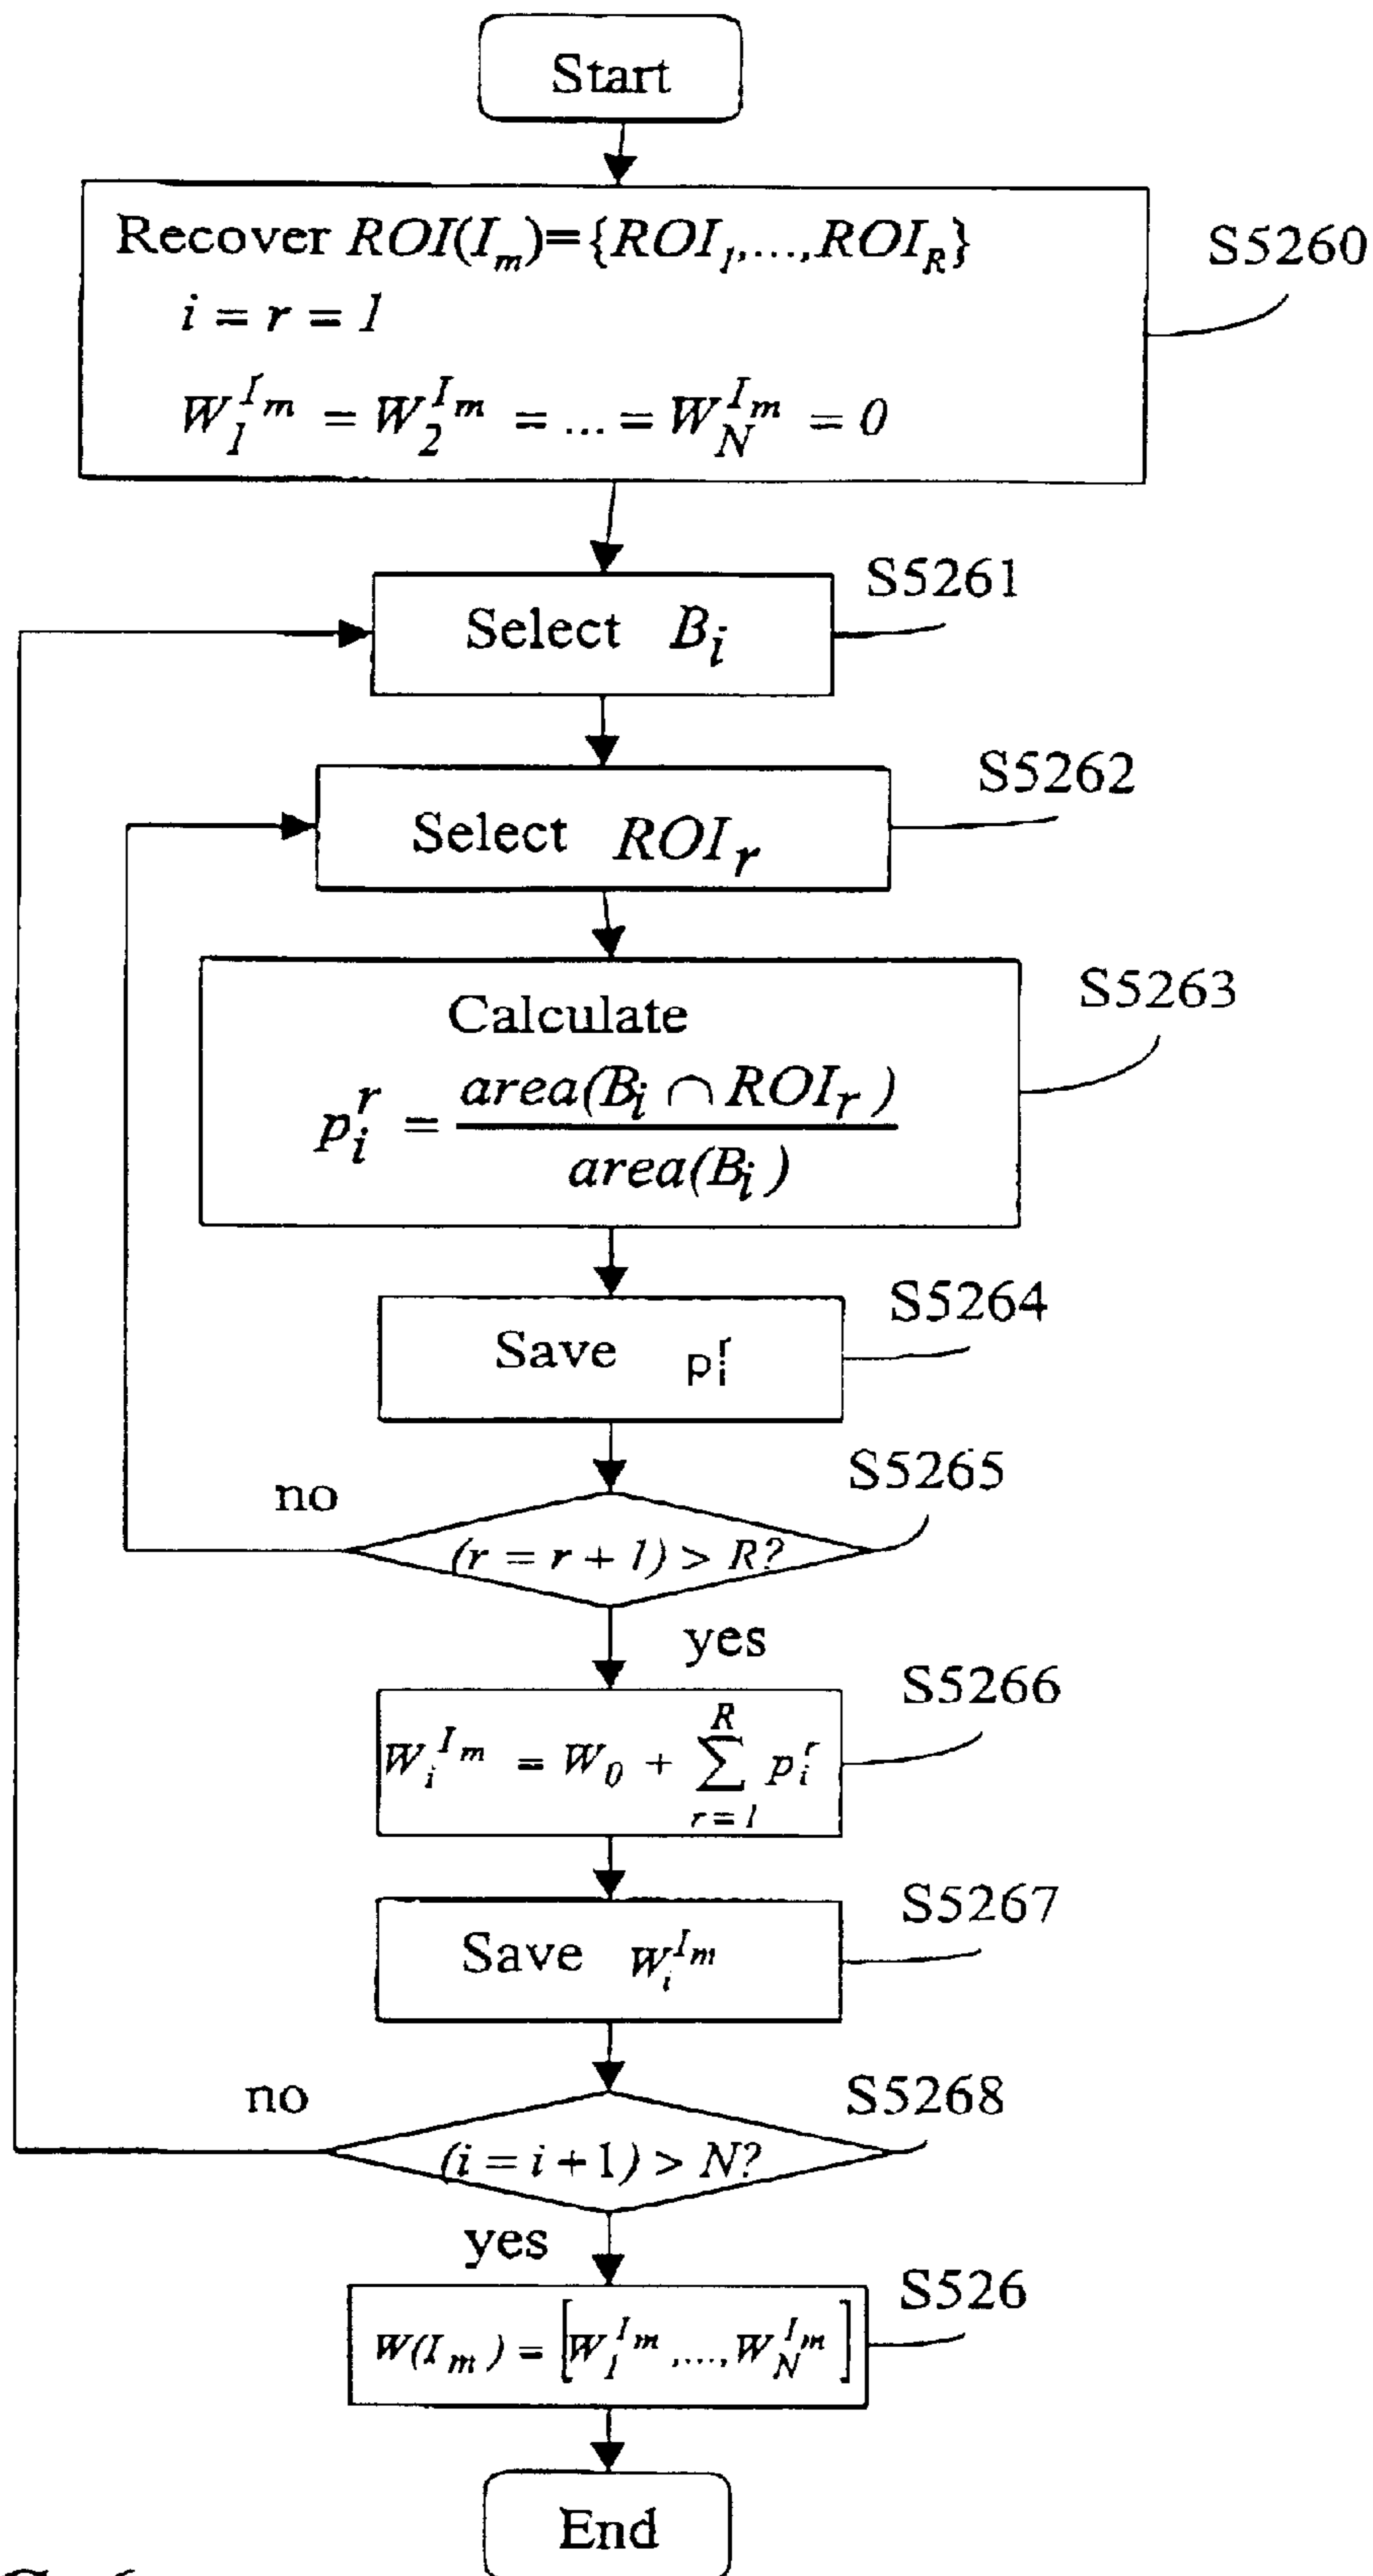 Start
Recover ROI(I_m)={ROI_1,...,ROI_R}
i = r = 1
W_1^{I_m} = W_2^{I_m} = ... = W_N^{I_m} = 0
S5260
Select B_i
S5261
Select ROI_r
S5262
Calculate
p_i^r = area(B_i ∩ ROI_r) / area(B_i)
S5263
Save p_i^r
S5264
(r = r + 1) > R?
S5265
no
yes
W_i^{I_m} = W_0 + ∑_{r=1}^{R} p_i^r
S5266
Save W_i^{I_m}
S5267
(i = i + 1) > N?
S5268
no
yes
W(I_m) = [W_1^{I_m},...,W_N^{I_m}]
S526
End